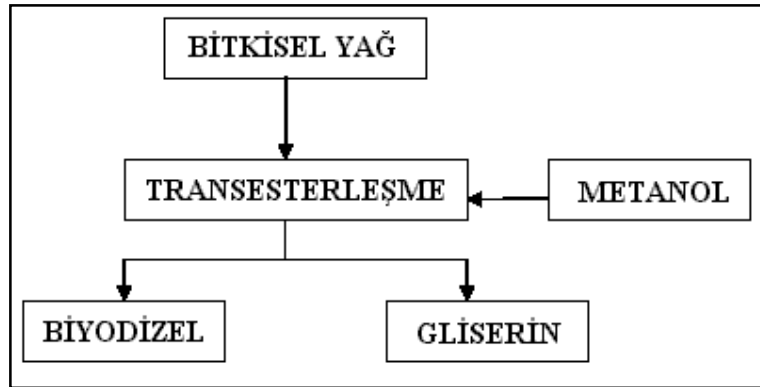 BİTKİSEL YAĞ
TRANSESTERLEŞME
METANOL
BİYODİZEL
GLİSERİN